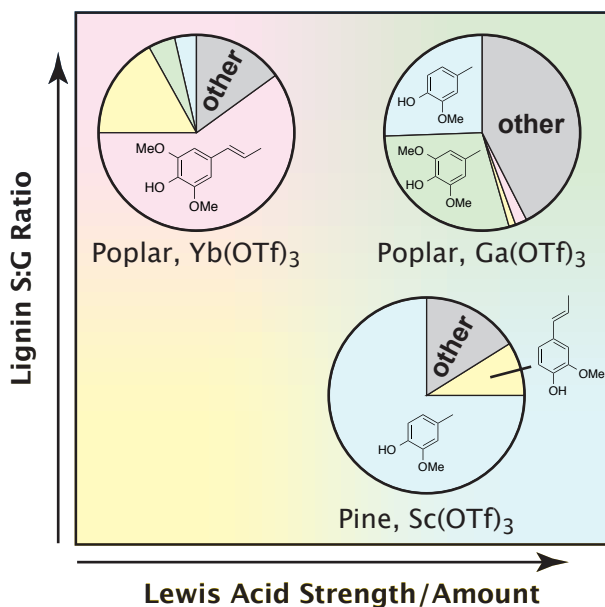 other
MeO
HO
OMe
Poplar, Yb(OTf)3
HO
OMe
other
MeO
HO
OMe
Poplar, Ga(OTf)3
other
OMe
OH
HO
OMe
Pine, Sc(OTf)3
Lignin S:G Ratio
Lewis Acid Strength/Amount